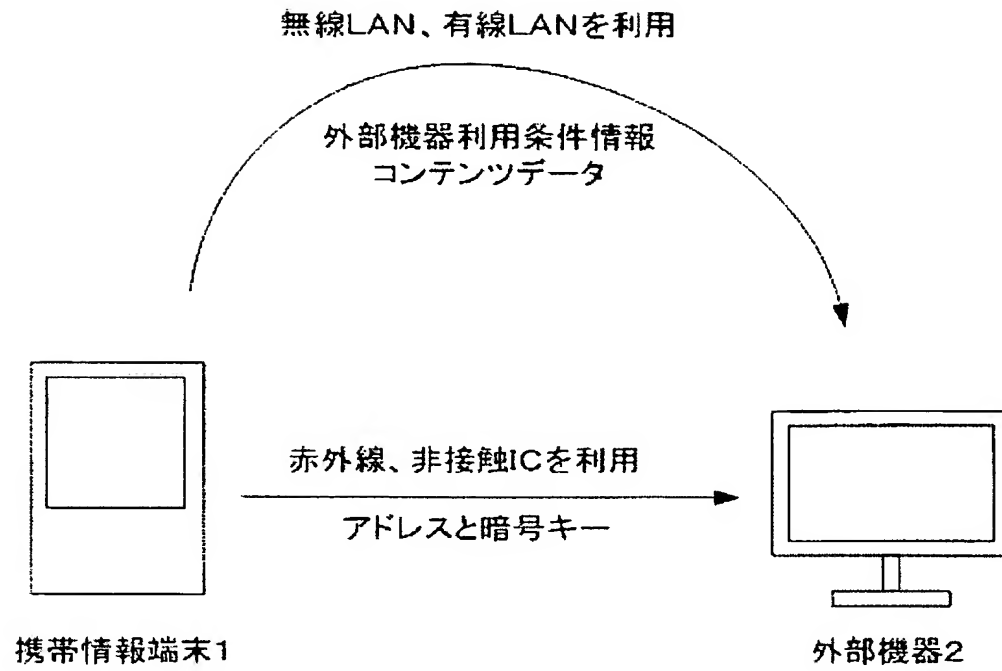 無線LAN、有線LANを利用
外部機器利用条件情報
コンテンツデータ
赤外線、非接触ICを利用
アドレスと暗号キー
携帯情報端末1
外部機器2